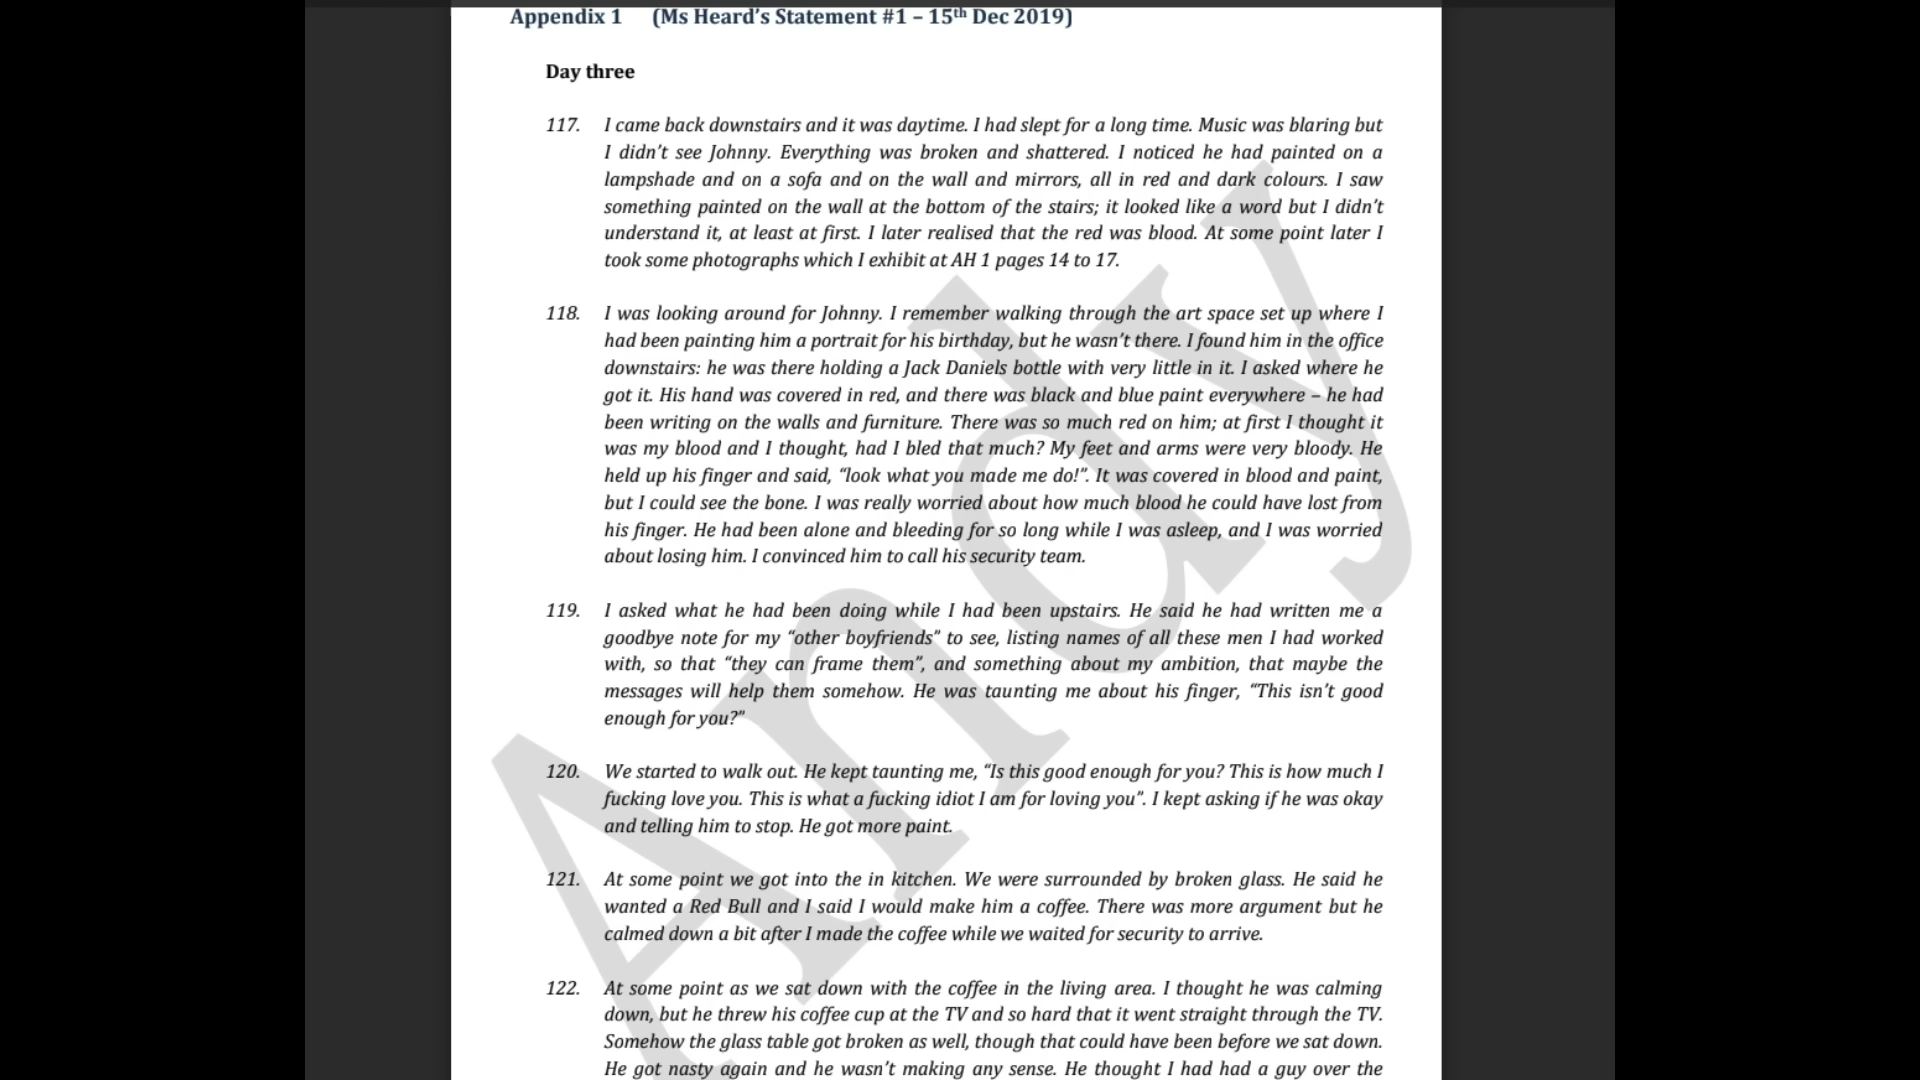 Appendix 1 (Ms Heard's Statement #1 – 15th Dec 2019)
Day three
117. I came back downstairs and it was daytime. I had slept for a long time. Music was blaring but
I didn't see Johnny. Everything was broken and shattered. I noticed he had painted on a
lampshade and on a sofa and on the wall and mirrors, all in red and dark colours. I saw
something painted on the wall at the bottom of the stairs; it looked like a word but I didn't
understand it, at least at first. I later realised that the red was blood. At some point later I
took some photographs which I exhibit at AH 1 pages 14 to 17.
118. I was looking around for Johnny. I remember walking through the art space set up where I
had been painting him a portrait for his birthday, but he wasn't there. I found him in the office
downstairs: he was there holding a Jack Daniels bottle with very little in it. I asked where he
got it. His hand was covered in red, and there was black and blue paint everywhere – he had
been writing on the walls and furniture. There was so much red on him; at first I thought it
was my blood and I thought, had I bled that much? My feet and arms were very bloody. He
held up his finger and said, "look what you made me do!". It was covered in blood and paint,
but I could see the bone. I was really worried about how much blood he could have lost from
his finger. He had been alone and bleeding for so long while I was asleep, and I was worried
about losing him. I convinced him to call his security team.
119. I asked what he had been doing while I had been upstairs. He said he had written me a
goodbye note for my "other boyfriends" to see, listing names of all these men I had worked
with, so that "they can frame them", and something about my ambition, that maybe the
messages will help them somehow. He was taunting me about his finger, "This isn't good
enough for you?"
120. We started to walk out. He kept taunting me, "Is this good enough for you? This is how much I
fucking love you. This is what a fucking idiot I am for loving you". I kept asking if he was okay
and telling him to stop. He got more paint.
121. At some point we got into the in kitchen. We were surrounded by broken glass. He said he
wanted a Red Bull and I said I would make him a coffee. There was more argument but he
calmed down a bit after I made the coffee while we waited for security to arrive.
122. At some point as we sat down with the coffee in the living area. I thought he was calming
down, but he threw his coffee cup at the TV and so hard that it went straight through the TV.
Somehow the glass table got broken as well, though that could have been before we sat down.
He got nasty again and he wasn't making any sense. He thought I had had a guy over the
Andy